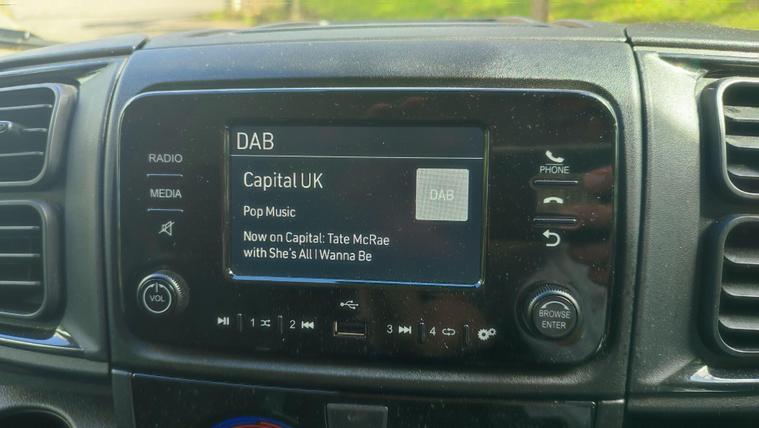 DAB
Capital UK
DAB
Pop Music
Now on Capital: Tate McRae
with She's All I Wanna Be
RADIO
MEDIA
VOL
PHONE
BROWSE
ENTER
1
2
3
4